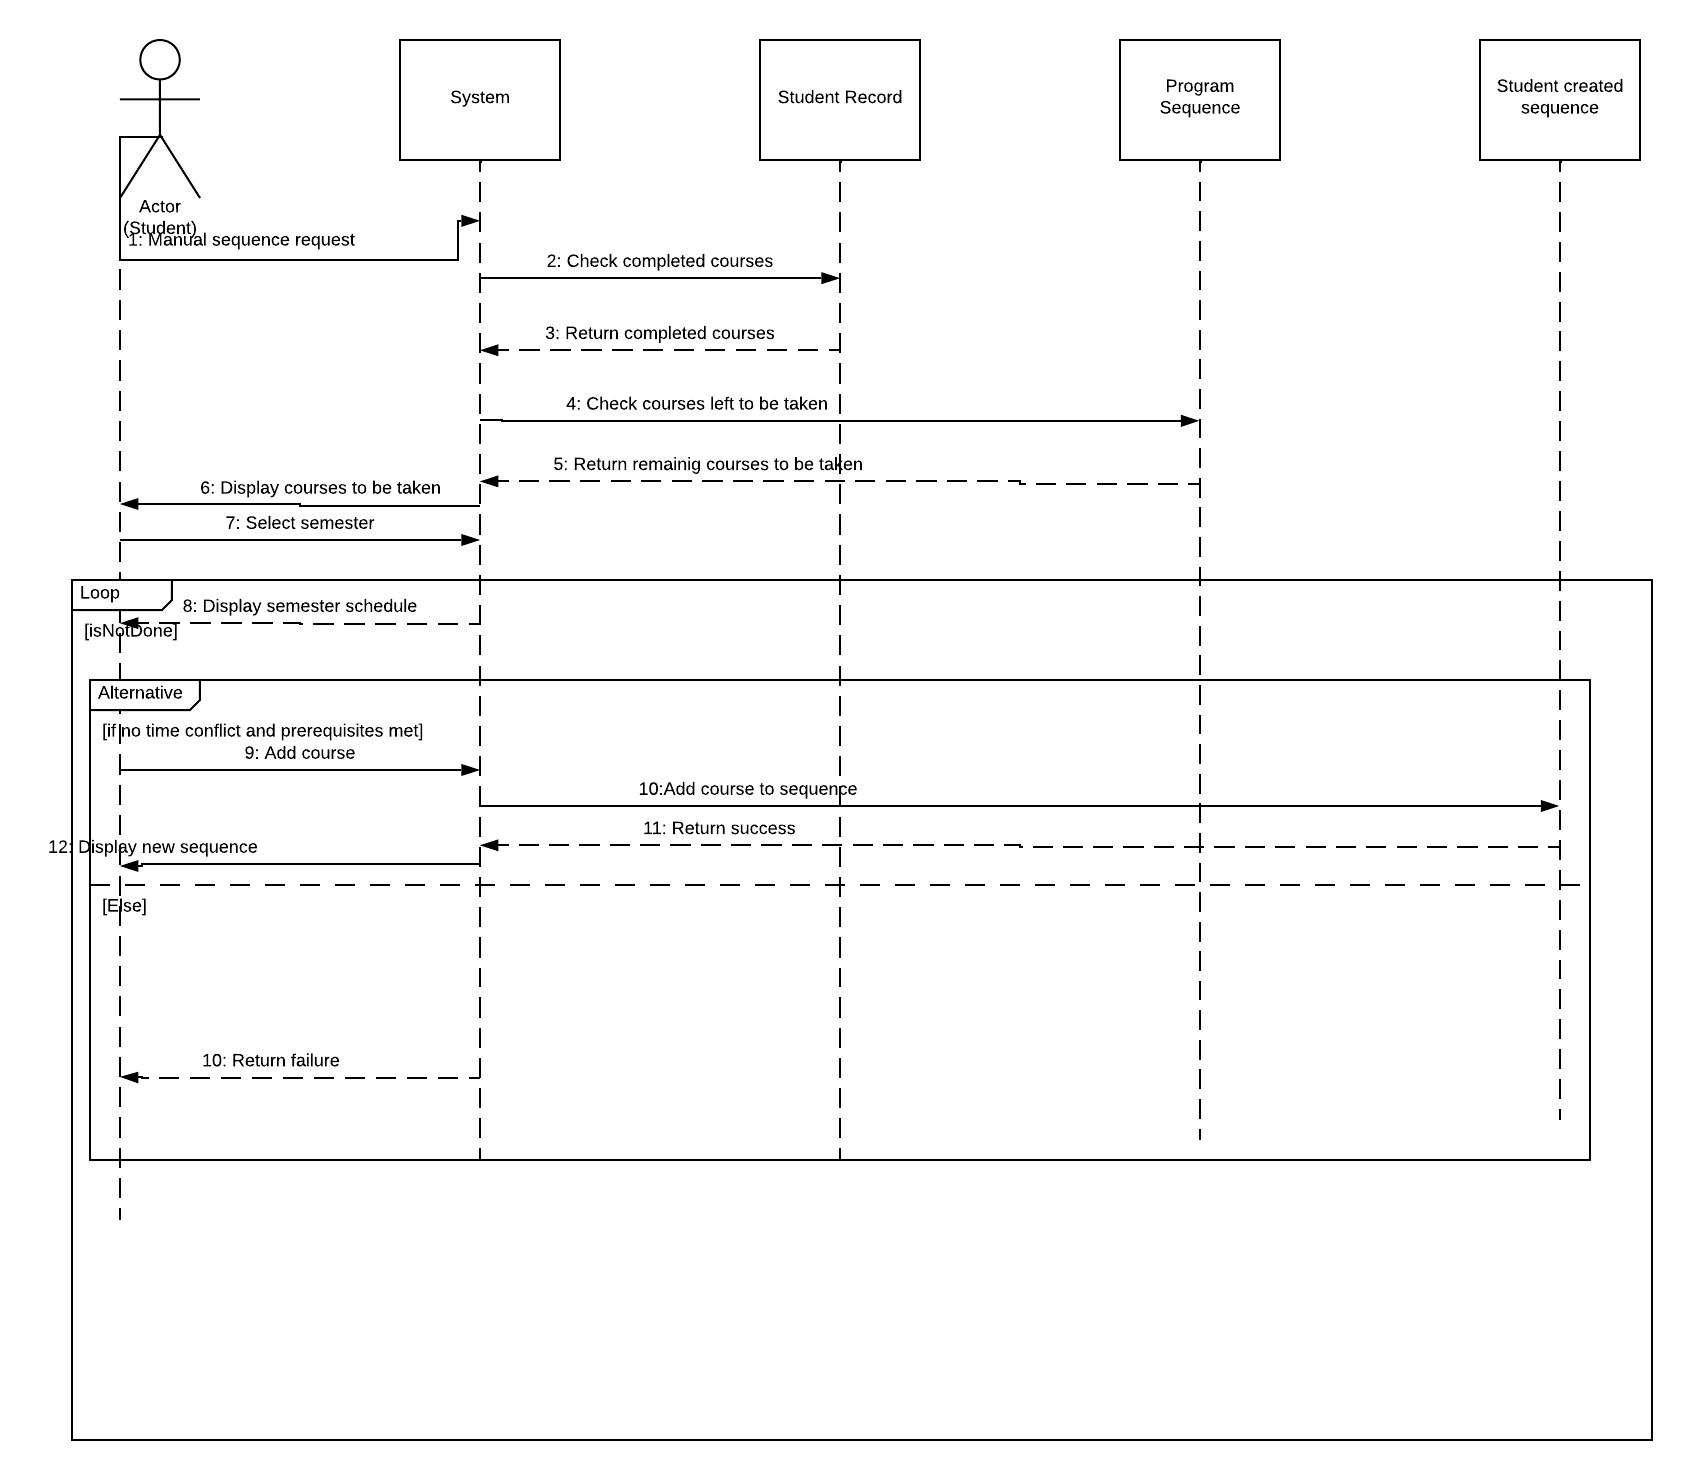 System
Student Record
Program
Sequence
Student created
sequence
Actor
(Student)
1: Manual sequence request
2: Check completed courses
3: Return completed courses
4: Check courses left to be taken
5: Return remainig courses to be taken
6: Display courses to be taken
7: Select semester
Loop
8: Display semester schedule
[isNotDone]
Alternative
[if no time conflict and prerequisites met]
9: Add course
10:Add course to sequence
11: Return success
12: Display new sequence
[Else]
10: Return failure